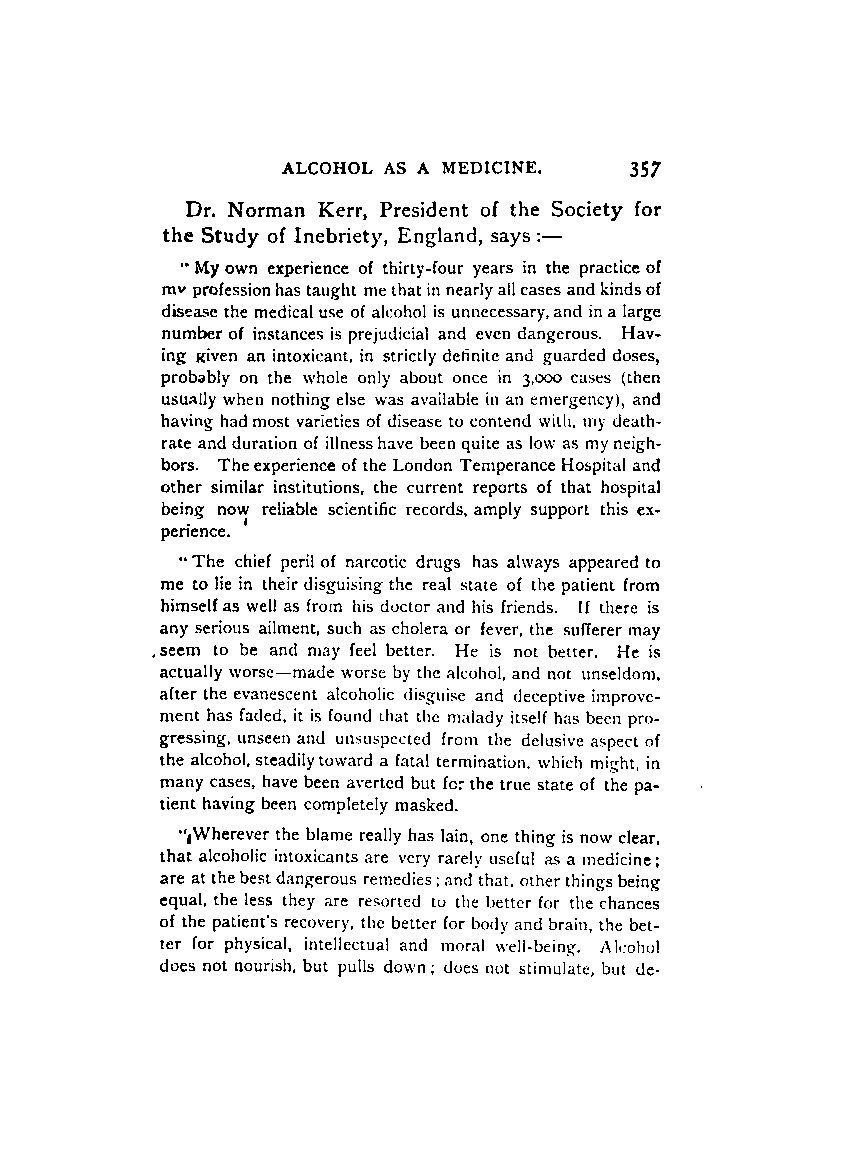 ALCOHOL AS A MEDICINE. 357
Dr. Norman Kerr, President of the Society for
the Study of Inebriety, England, says :—
"My own experience of thirty-four years in the practice of
my profession has taught me that in nearly all cases and kinds of
disease the medical use of alcohol is unnecessary, and in a large
number of instances is prejudicial and even dangerous. Hav-
ing given an intoxicant, in strictly definite and guarded doses,
probably on the whole only about once in 3,000 cases (then
usually when nothing else was available in an emergency), and
having had most varieties of disease to contend with, my death-
rate and duration of illness have been quite as low as my neigh-
bors. The experience of the London Temperance Hospital and
other similar institutions, the current reports of that hospital
being now reliable scientific records, amply support this ex-
perience.
"The chief peril of narcotic drugs has always appeared to
me to lie in their disguising the real state of the patient from
himself as well as from his doctor and his friends. If there is
any serious ailment, such as cholera or fever, the sufferer may
seem to be and may feel better. He is not better. He is
actually worse—made worse by the alcohol, and not unseldom,
after the evanescent alcoholic disguise and deceptive improve-
ment has faded, it is found that the malady itself has been pro-
gressing, unseen and unsuspected from the delusive aspect of
the alcohol, steadily toward a fatal termination, which might, in
many cases, have been averted but for the true state of the pa-
tient having been completely masked.
"Wherever the blame really has lain, one thing is now clear,
that alcoholic intoxicants are very rarely useful as a medicine;
are at the best dangerous remedies; and that, other things being
equal, the less they are resorted to the better for the chances
of the patient's recovery, the better for body and brain, the bet-
ter for physical, intellectual and moral well-being. Alcohol
does not nourish, but pulls down; does not stimulate, but de-